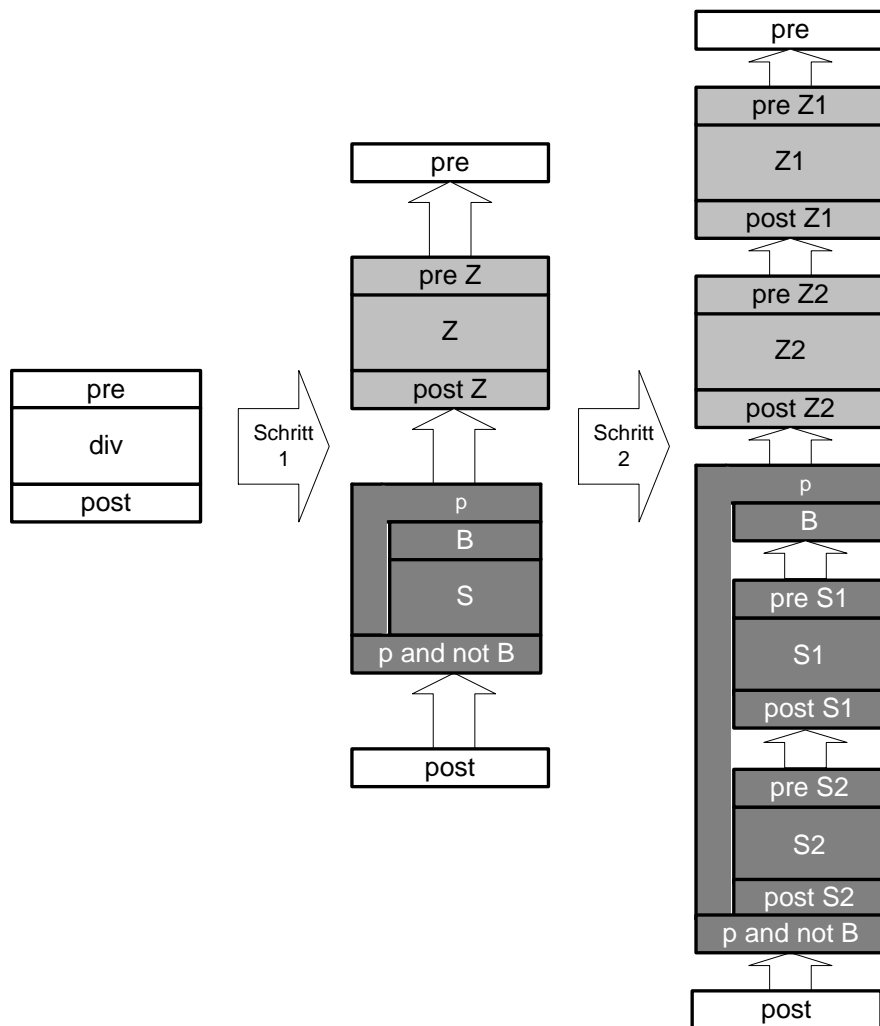 pre
div
post
Schritt
1
pre
pre Z
Z
post Z
p
B
S
p and not B
post
Schritt
2
pre
pre Z1
Z1
post Z1
pre Z2
Z2
post Z2
p
B
pre S1
S1
post S1
pre S2
S2
post S2
p and not B
post